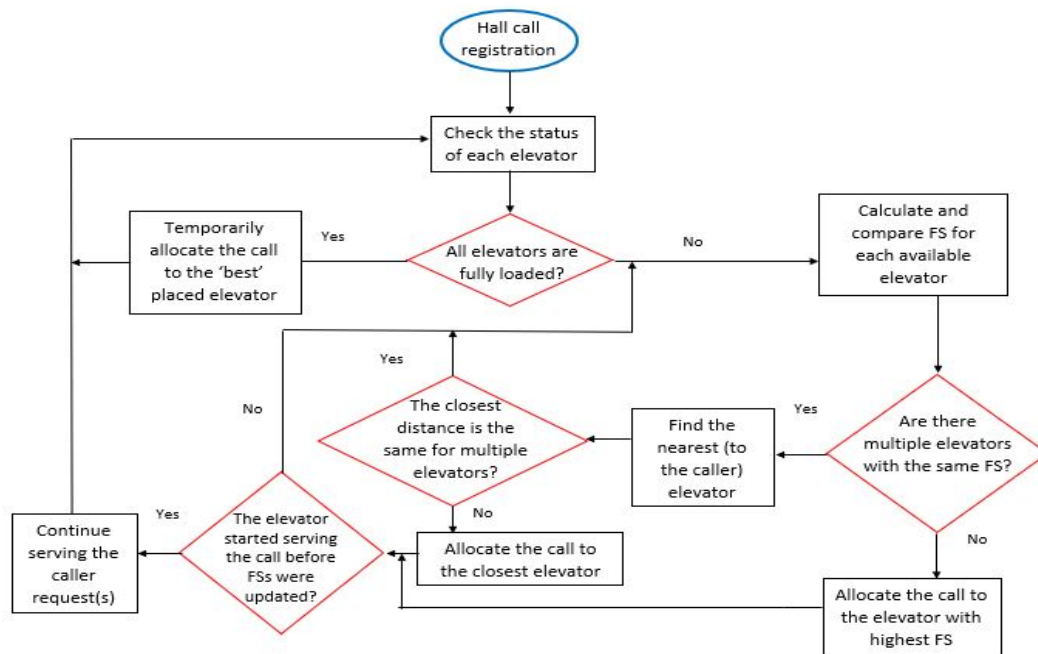 Hall call
registration
Check the status
of each elevator
Temporarily
allocate the call
to the ‘best’
placed elevator
Yes
All elevators are
fully loaded?
No
Calculate and
compare FS for
each available
elevator
Yes
No
The closest
distance is the
same for multiple
elevators?
Find the
nearest (to
the caller)
elevator
Yes
Are there
multiple elevators
with the same FS?
Continue
serving the
caller
request(s)
Yes
The elevator
started serving
the call before
FSs were
updated?
No
Allocate the call to
the closest elevator
No
Allocate the call to
the elevator with
highest FS